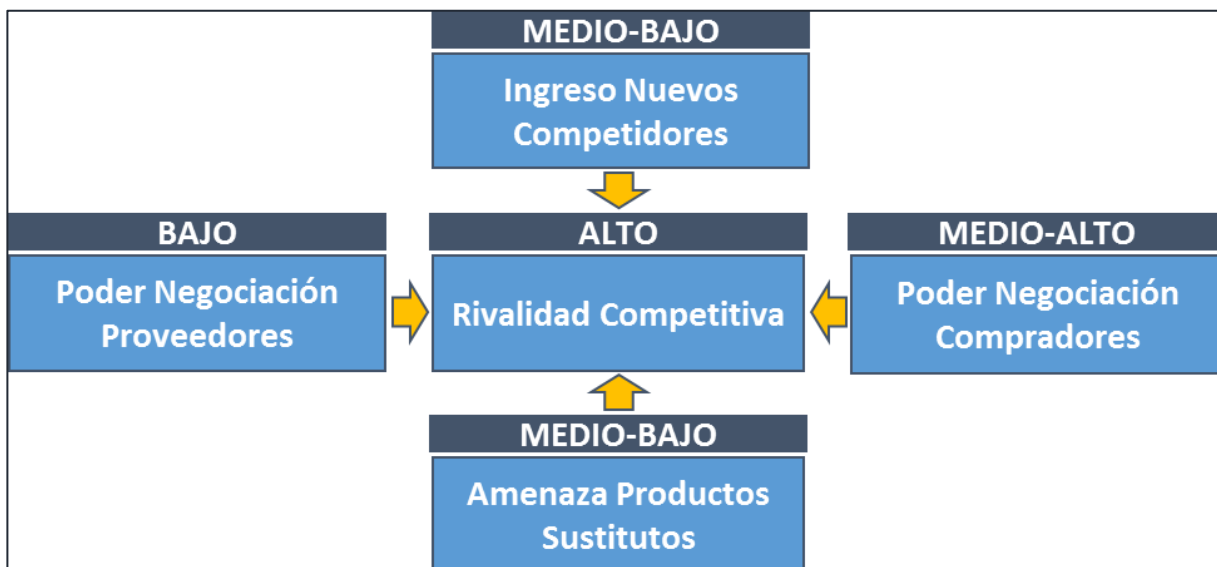 MEDIO-BAJO
Ingreso Nuevos
Competidores
BAJO
Poder Negociación
Proveedores
ALTO
Rivalidad Competitiva
MEDIO-ALTO
Poder Negociación
Compradores
MEDIO-BAJO
Amenaza Productos
Sustitutos